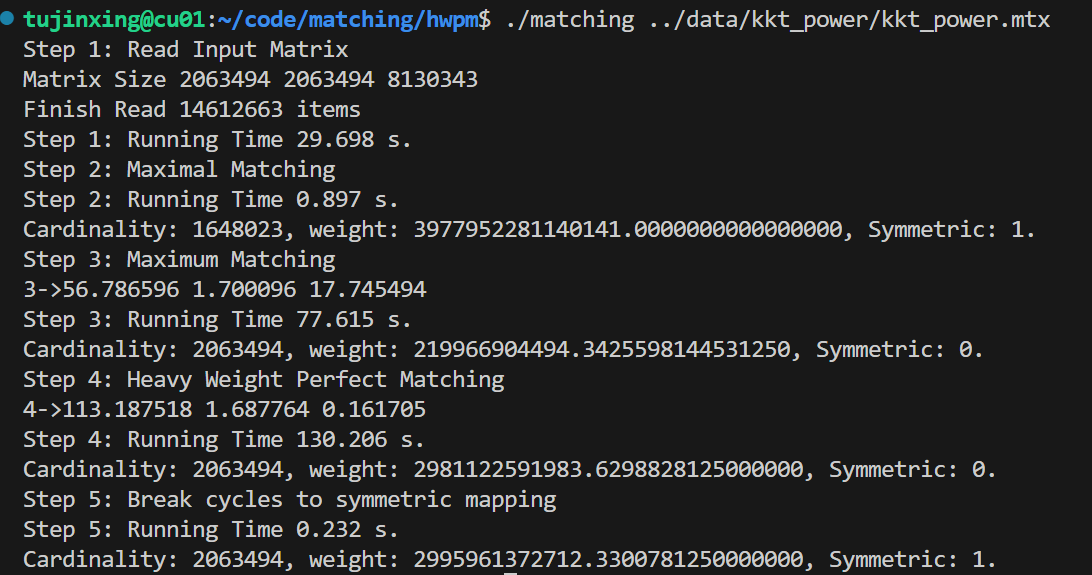 tujinxing@cu01:~/code/matching/hwpm$ ./matching ../data/kkt_power/kkt_power.mtx
Step 1: Read Input Matrix
Matrix Size 2063494 2063494 8130343
Finish Read 14612663 items
Step 1: Running Time 29.698 s.
Step 2: Maximal Matching
Step 2: Running Time 0.897 s.
Cardinality: 1648023, weight: 3977952281140141.0000000000000000, Symmetric: 1.
Step 3: Maximum Matching
3->56.786596 1.700096 17.745494
Step 3: Running Time 77.615 s.
Cardinality: 2063494, weight: 219966904494.3425598144531250, Symmetric: 0.
Step 4: Heavy Weight Perfect Matching
4->113.187518 1.687764 0.161705
Step 4: Running Time 130.206 s.
Cardinality: 2063494, weight: 2981122591983.6298828125000000, Symmetric: 0.
Step 5: Break cycles to symmetric mapping
Step 5: Running Time 0.232 s.
Cardinality: 2063494, weight: 2995961372712.3300781250000000, Symmetric: 1.